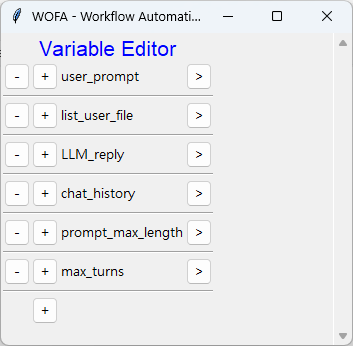 WOFA - Workflow Automati...
Variable Editor
- + user_prompt >
- + list_user_file >
- + LLM_reply >
- + chat_history >
- + prompt_max_length >
- + max_turns >
+